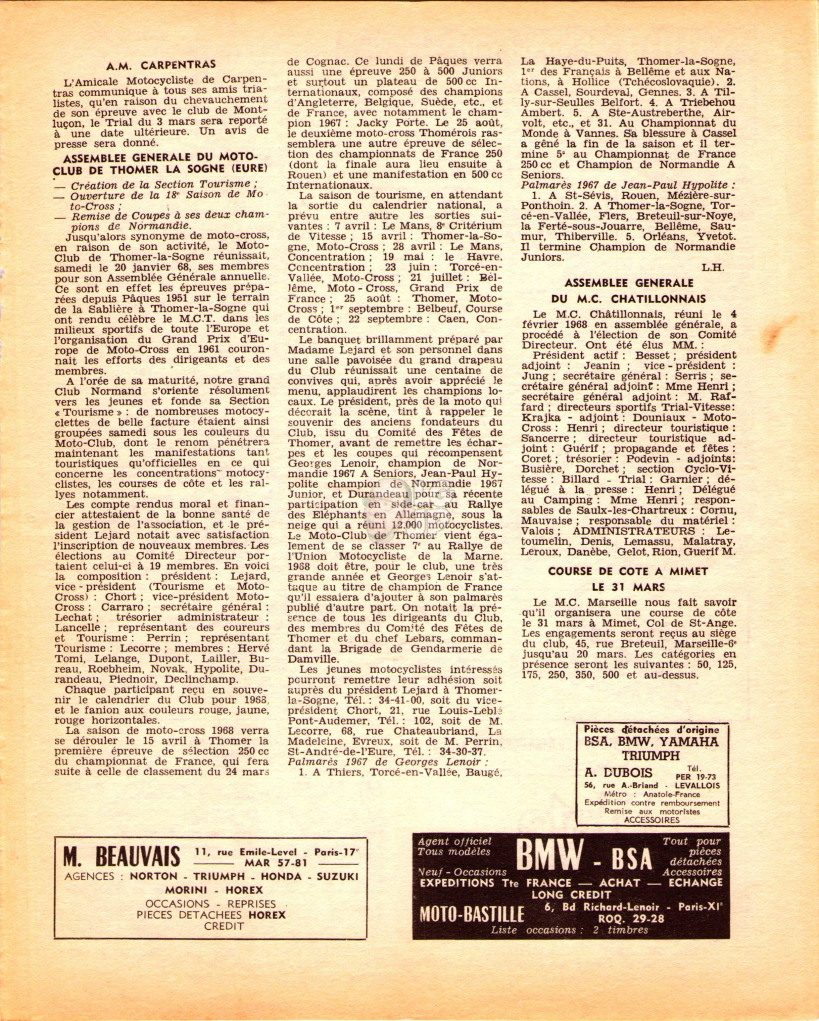 A.M. CARPENTRAS
L'Amicale Motocycliste de Carpen-
tras communique à tous ses amis tria-
listes, qu'en raison du chevauchement
de son épreuve avec le club de Mont-
luçon, le Trial du 3 mars sera reporté
à une date ultérieure. Un avis de
presse sera donné.
ASSEMBLEE GENERALE DU MOTO-
CLUB DE THOMER LA SOGNE (EURE)
— Création de la Section Tourisme ;
— Ouverture de la 18e Saison de Mo
to-Cross ;
— Remise de Coupes à ses deux cham-
pions de Normandie.
Jusqu'alors synonyme de moto-cross,
en raison de son activité, le Moto-
Club de Thomer-la-Sogne réunissait,
samedi le 20 janvier 68, ses membres
pour son Assemblée Générale annuelle.
Ce sont en effet les épreuves prépa-
rées depuis Pâques 1951 sur le terrain
de la Sablière à Thomer-la-Sogne qui
ont rendu célèbre le M.C.T. dans les
milieux sportifs de toute l'Europe et
l'organisation du Grand Prix d'Eu-
rope de Moto-Cross en 1961 couron-
nait les efforts des dirigeants et des
membres.
A l'orée de sa maturité, notre grand
Club Normand s'oriente résolument
vers les jeunes et fonde sa Section
« Tourisme » : de nombreuses motocy-
clettes de belle facture étaient ainsi
groupées samedi sous les couleurs du
Moto-Club, dont le renom pénétrera
maintenant les manifestations tant
touristiques qu'officielles en ce qui
concerne les concentrations motocy-
clistes, les courses de côte et les ral-
lyes notamment.
Les compte rendus moral et finan-
cier attestaient de la bonne santé de
la gestion de l'association, et le pré-
sident Lejard notait avec satisfaction
l'inscription de nouveaux membres. Les
élections au Comité Directeur por-
taient celui-ci à 19 membres. En voici
la composition : président : Lejard,
vice-président (Tourisme et Moto-
Cross) : Chort ; vice-président Moto-
Cross : Carraro ; secrétaire général :
Lechat ; trésorier administrateur :
Lancelle ; représentant des coureurs
et Tourisme : Perrin ; représentant
Tourisme : Lecorre ; membres : Hervé
Tomi, Lelange, Dupont, Lailler, Bu-
reau, Roebheim, Novak, Hypolite, Du-
randeau, Piednoir, Declinchamp.
Chaque participant reçu en souve-
nir le calendrier du Club pour 1968
et le fanion aux couleurs rouge, jaune,
rouge horizontales.
La saison de moto-cross 1968 verra
se dérouler le 15 avril à Thomer la
première épreuve de sélection 250 cc
du championnat de France, qui fera
suite à celle de classement du 24 mars
de Cognac. Ce lundi de Pâques verra
aussi une épreuve 250 à 500 Juniors
et surtout un plateau de 500 cc In-
ternationaux, composé des champions
d'Angleterre, Belgique, Suède, etc., et
de France, avec notamment le cham-
pion 1967 : Jacky Porte. Le 25 août,
le deuxième moto-cross Thomérois ras-
semblera une autre épreuve de sélec-
tion des championnats de France 250
(dont la finale aura lieu ensuite à
Rouen) et une manifestation en 500 cc
Internationaux.
La saison de tourisme, en attendant
la sortie du calendrier national, a
prévu entre autre les sorties sui-
vantes : 7 avril : Le Mans, 8e Critérium
de Vitesse ; 15 avril : Thomer-la-So-
gne, Moto-Cross ; 28 avril : Le Mans,
Concentration ; 19 mai : le Havre,
Concentration ; 23 juin : Torcé-en-
Vallée, Moto-Cross ; 21 juillet : Bel-
lême, Moto - Cross, Grand Prix de
France ; 25 août : Thomer, Moto-
Cross ; 1er septembre : Belbeuf, Course
de Côte ; 22 septembre : Caen, Con-
centration.
Le banquet brillamment préparé par
Madame Lejard et son personnel dans
une salle pavoisée du grand drapeau
du Club réunissait une centaine de
convives qui, après avoir apprécié le
menu, applaudirent les champions lo-
caux. Le président, près de la moto qui
décorait la scène, tint à rappeler le
souvenir des anciens fondateurs du
Club, issu du Comité des Fêtes de
Thomer, avant de remettre les échar-
pes et les coupes qui récompensent
Georges Lenoir, champion de Nor-
mandie 1967 A Seniors, Jean-Paul Hy-
polite champion de Normandie 1967
Junior, et Durandeau pour sa récente
participation en side-car au Rallye
des Eléphants en Allemagne, sous la
neige qui a réuni 12.000 motocyclistes.
Le Moto-Club de Thomer vient éga-
lement de se classer 7e au Rallye de
l'Union Motocycliste de la Marne.
1968 doit être, pour le club, une très
grande année et Georges Lenoir s'at-
taque au titre de champion de France
qu'il essaiera d'ajouter à son palmarès
publié d'autre part. On notait la pré-
sence de tous les dirigeants du Club,
des membres du Comité des Fêtes de
Thomer et du chef Lebars, comman-
dant la Brigade de Gendarmerie de
Damville.
Les jeunes motocyclistes intéressés
pourront remettre leur adhésion soit
auprès du président Lejard à Thomer-
la-Sogne, Tél. : 34-41-00, soit du vice-
président Chort, 21, rue Louis-Leblé
Pont-Audemer, Tél. : 102, soit de M.
Lecorre, 68, rue Chateaubriand, La
Madeleine, Evreux, soit de M. Perrin,
St-André-de-l'Eure, Tél. : 34-30-37.
Palmarès 1967 de Georges Lenoir :
1. A Thiers, Torcé-en-Vallée, Baugé,
La Haye-du-Puits, Thomer-la-Sogne,
1er des Français à Bellême et aux Na-
tions, à Hollice (Tchécoslovaquie). 2.
A Cassel, Sourdeval, Gennes. 3. A Til-
ly-sur-Seulles Belfort. 4. A Triebehou
Ambert. 5. A Ste-Austreberthe, Air-
volt, etc., et 31. Au Championnat du
Monde à Vannes. Sa blessure à Cassel
a gêné la fin de la saison et il ter-
mine 5e au Championnat de France
250 cc et Champion de Normandie A
Seniors.
Palmarès 1967 de Jean-Paul Hypolite :
1. A St-Sévis, Rouen, Mézière-sur-
Ponthoin. 2. A Thomer-la-Sogne, Tor-
cé-en-Vallée, Flers, Breteuil-sur-Noye,
la Ferté-sous-Jouarre, Bellême, Sau-
mur, Thiberville. 5. Orléans, Yvetot.
Il termine Champion de Normandie
Juniors.
L.H.
ASSEMBLEE GENERALE
DU M.C. CHATILLONNAIS
Le M.C. Châtillonnais, réuni le 4
février 1968 en assemblée générale, a
procédé à l'élection de son Comité
Directeur. Ont été élus MM. :
Président actif : Besset ; président
adjoint : Jeanin ; vice - président :
Jung ; secrétaire général : Serris ; se-
crétaire général adjoint : Mme Henri ;
secrétaire général adjoint : M. Raf-
fard ; directeurs sportifs Trial-Vitesse:
Krajka - adjoint : Douniaux - Moto-
Cross : Henri ; directeur touristique :
Sancerre ; directeur touristique ad-
joint : Guérif ; propagande et fêtes :
Coret ; trésorier : Podevin - adjoints:
Busière, Dorchet ; section Cyclo-Vi-
tesse : Billard - Trial : Garnier ; dé-
légué à la presse : Henri ; Délégué
au Camping : Mme Henri ; respon-
sables de Saulx-les-Chartreux : Cornu,
Mauvaise ; responsable du matériel :
Valois ; ADMINISTRATEURS : Le-
toumelin, Denis, Lemassu, Malatray,
Leroux, Danèbe, Gelot, Rion, Guerif M.
COURSE DE COTE A MIMET
LE 31 MARS
Le M.C. Marseille nous fait savoir
qu'il organisera une course de côte
le 31 mars à Mimet, Col de St-Ange.
Les engagements seront reçus au siège
du club, 45, rue Breteuil, Marseille-6e
jusqu'au 20 mars. Les catégories en
présence seront les suivantes : 50, 125,
175, 250, 350, 500 et au-dessus.
Pièces détachées d'origine
BSA, BMW, YAMAHA
TRIUMPH
A. DUBOIS Tél. PER 19-73
56, rue A.-Briand - LEVALLOIS
Métro : Anatole-France
Expédition contre remboursement
Remise aux motoristes
ACCESSOIRES
M. BEAUVAIS 11, rue Emile-Level - Paris-17e
MAR 57-81
AGENCES : NORTON - TRIUMPH - HONDA - SUZUKI
MORINI - HOREX
OCCASIONS - REPRISES
PIECES DETACHEES HOREX
CREDIT
Agent officiel
Tous modèles
Neuf - Occasions
BMW - BSA
Tout pour
pièces
détachées
Accessoires
EXPEDITIONS Tte FRANCE — ACHAT — ECHANGE
LONG CREDIT
MOTO-BASTILLE 6, Bd Richard-Lenoir - Paris-XIe
ROQ. 29-28
Liste occasions : 2 timbres